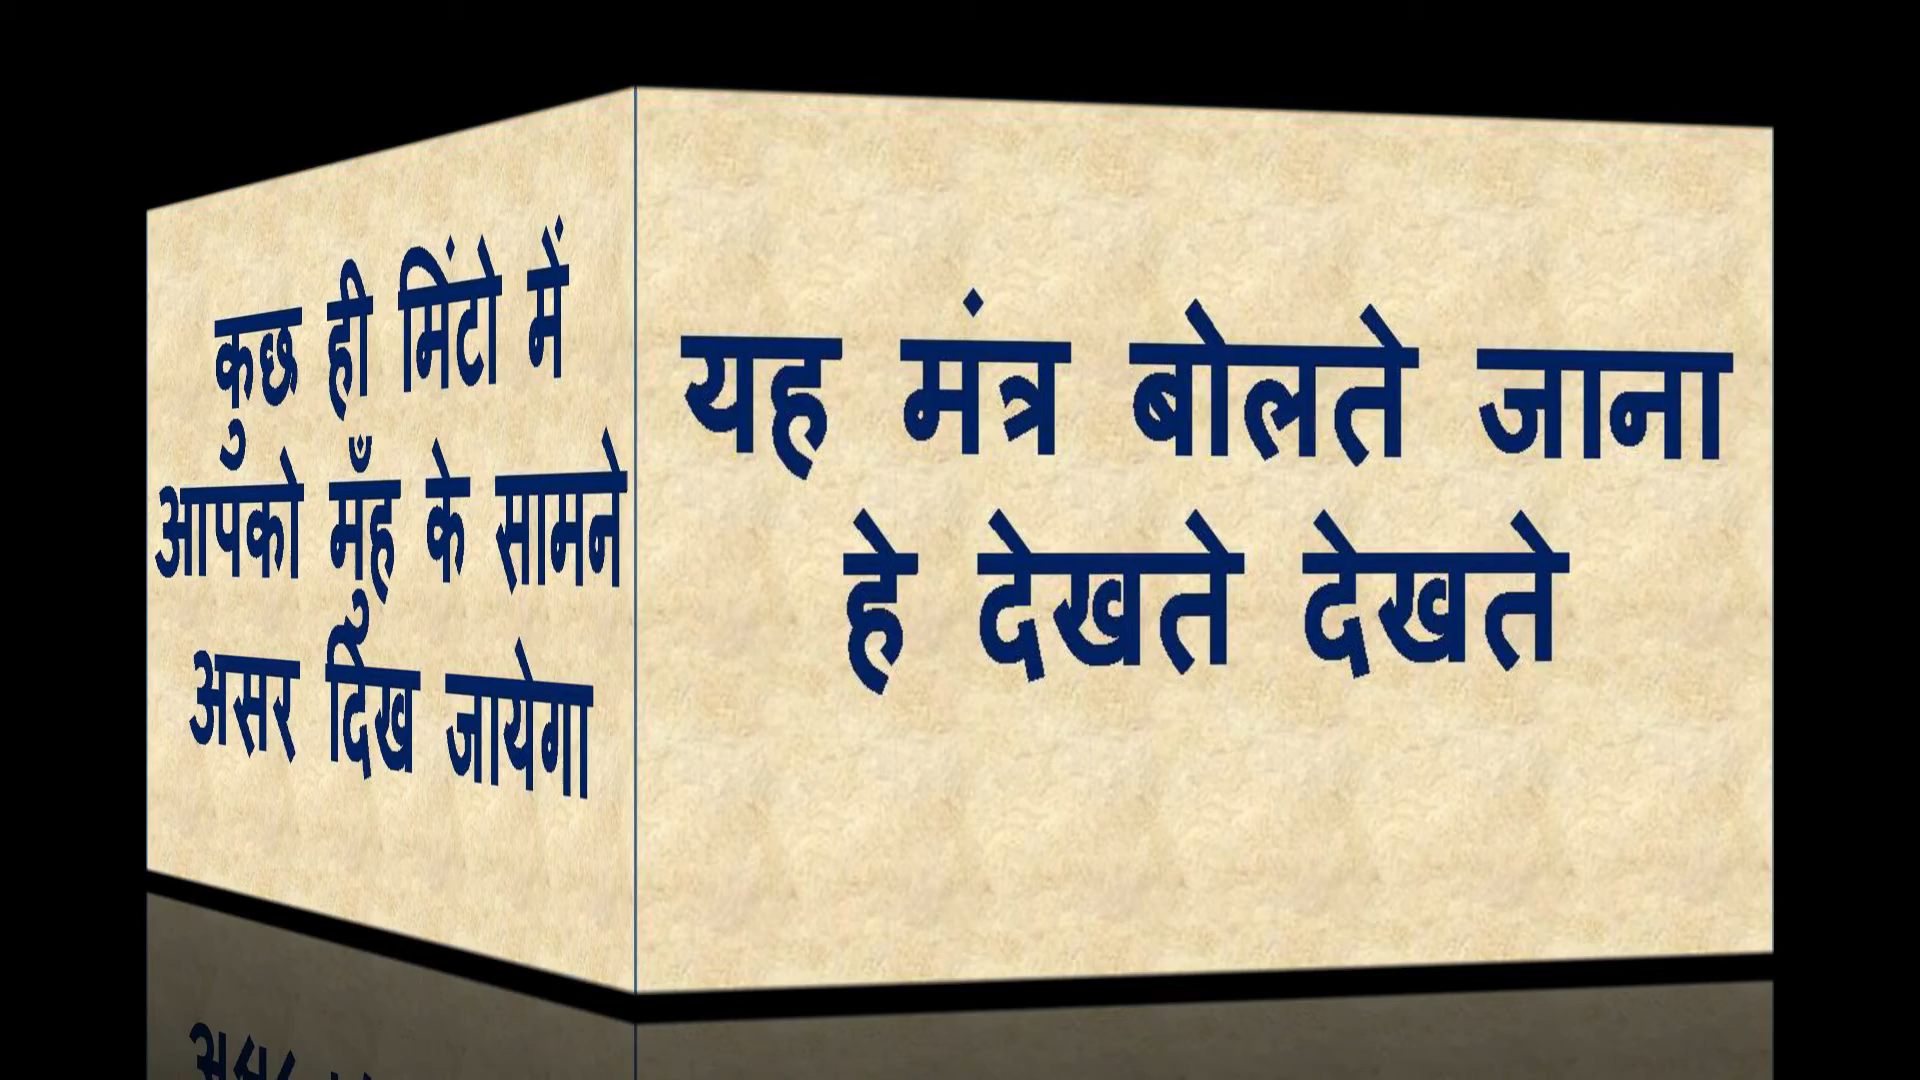 कुछ ही मिंटो में
आपको मुँह के सामने
असर दिख जायेगा
यह मंत्र बोलते जाना
हे देखते देखते